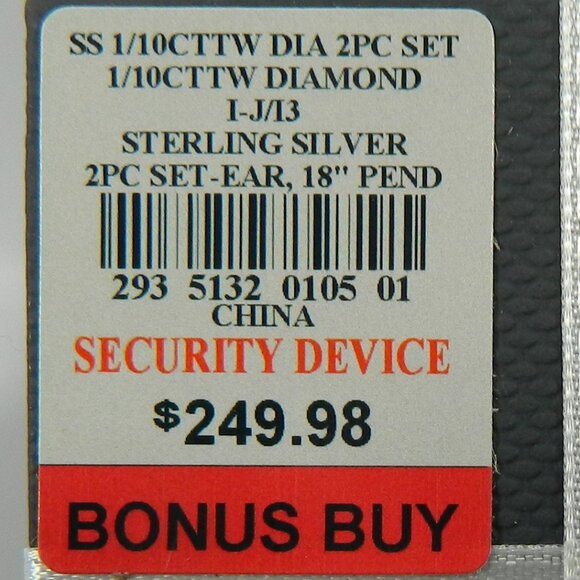 SS 1/10CTTW DIA 2PC SET
1/10CTTW DIAMOND
I-J/I3
STERLING SILVER
2PC SET-EAR, 18" PEND
293 5132 0105 01
CHINA
SECURITY DEVICE
$249.98
BONUS BUY